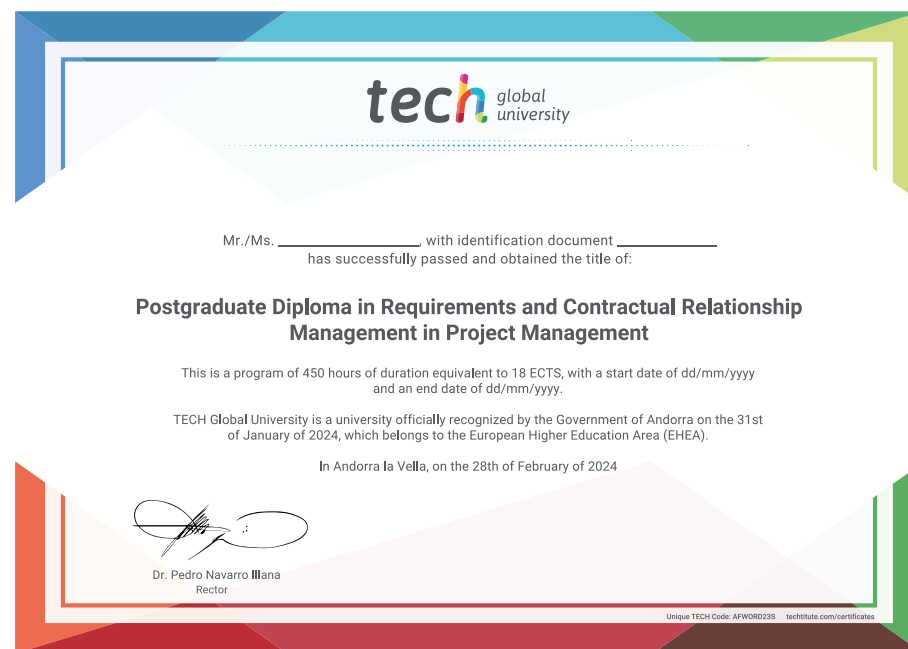 tech global university
Mr./Ms. ____________________, with identification document ______________
has successfully passed and obtained the title of:
Postgraduate Diploma in Requirements and Contractual Relationship
Management in Project Management
This is a program of 450 hours of duration equivalent to 18 ECTS, with a start date of dd/mm/yyyy
and an end date of dd/mm/yyyy.
TECH Global University is a university officially recognized by the Government of Andorra on the 31st
of January of 2024, which belongs to the European Higher Education Area (EHEA).
In Andorra la Vella, on the 28th of February of 2024
Dr. Pedro Navarro Illana
Rector
Unique TECH Code: AFWORD23S techtitute.com/certificates